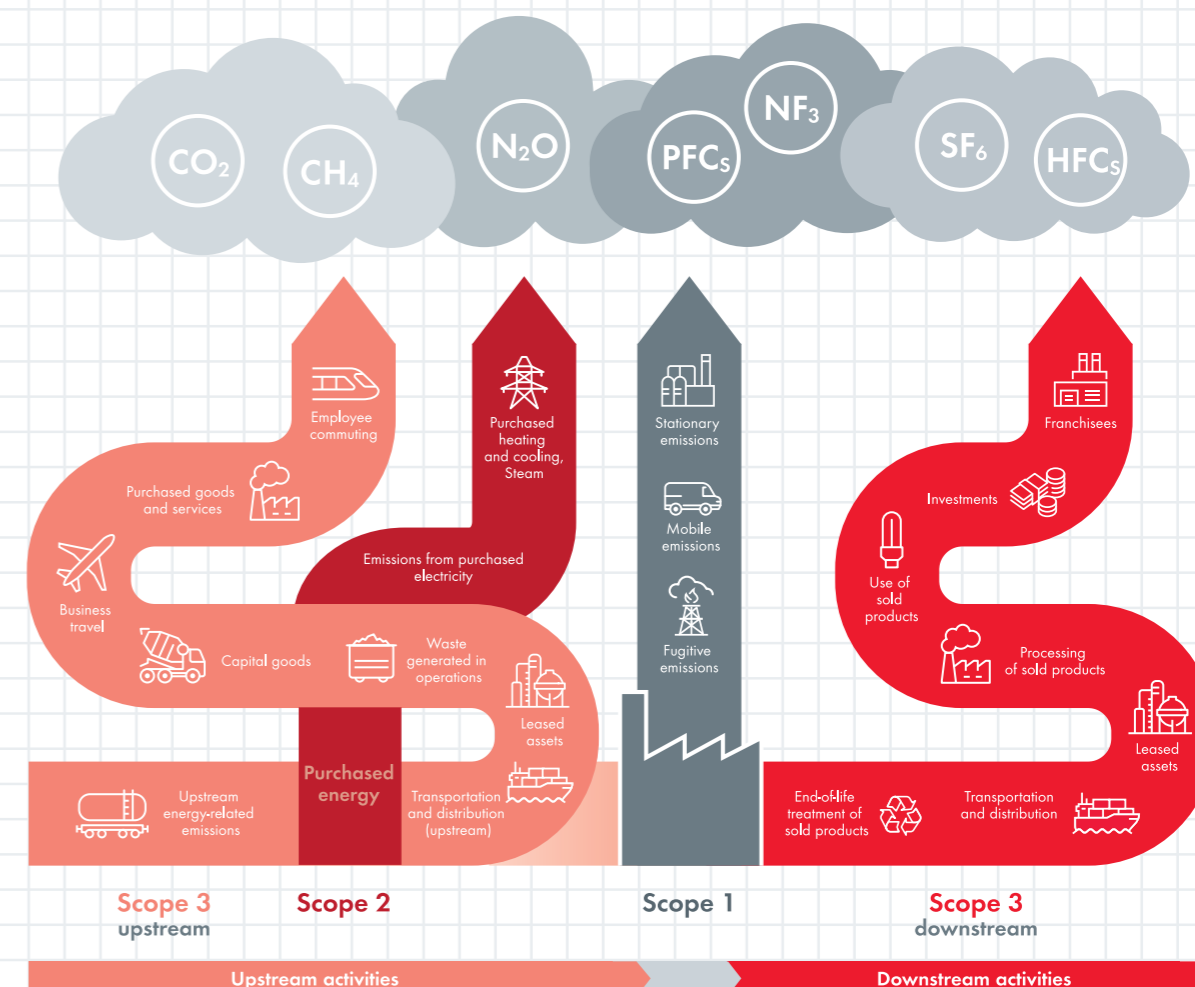 CO₂
CH₄
N₂O
PFCs
NF₃
SF₆
HFCs
Employee
commuting
Purchased goods
and services
Business
travel
Capital goods
Waste
generated in
operations
Leased
assets
Transportation
and distribution
(upstream)
Upstream
energy-related
emissions
Purchased
heating
and cooling,
Steam
Emissions from purchased
electricity
Purchased
energy
Stationary
emissions
Mobile
emissions
Fugitive
emissions
Franchisees
Investments
Use of
sold
products
Processing
of sold products
Leased
assets
Transportation
and distribution
End-of-life
treatment of
sold products
Scope 3
upstream
Scope 2
Scope 1
Scope 3
downstream
Upstream activities
Downstream activities